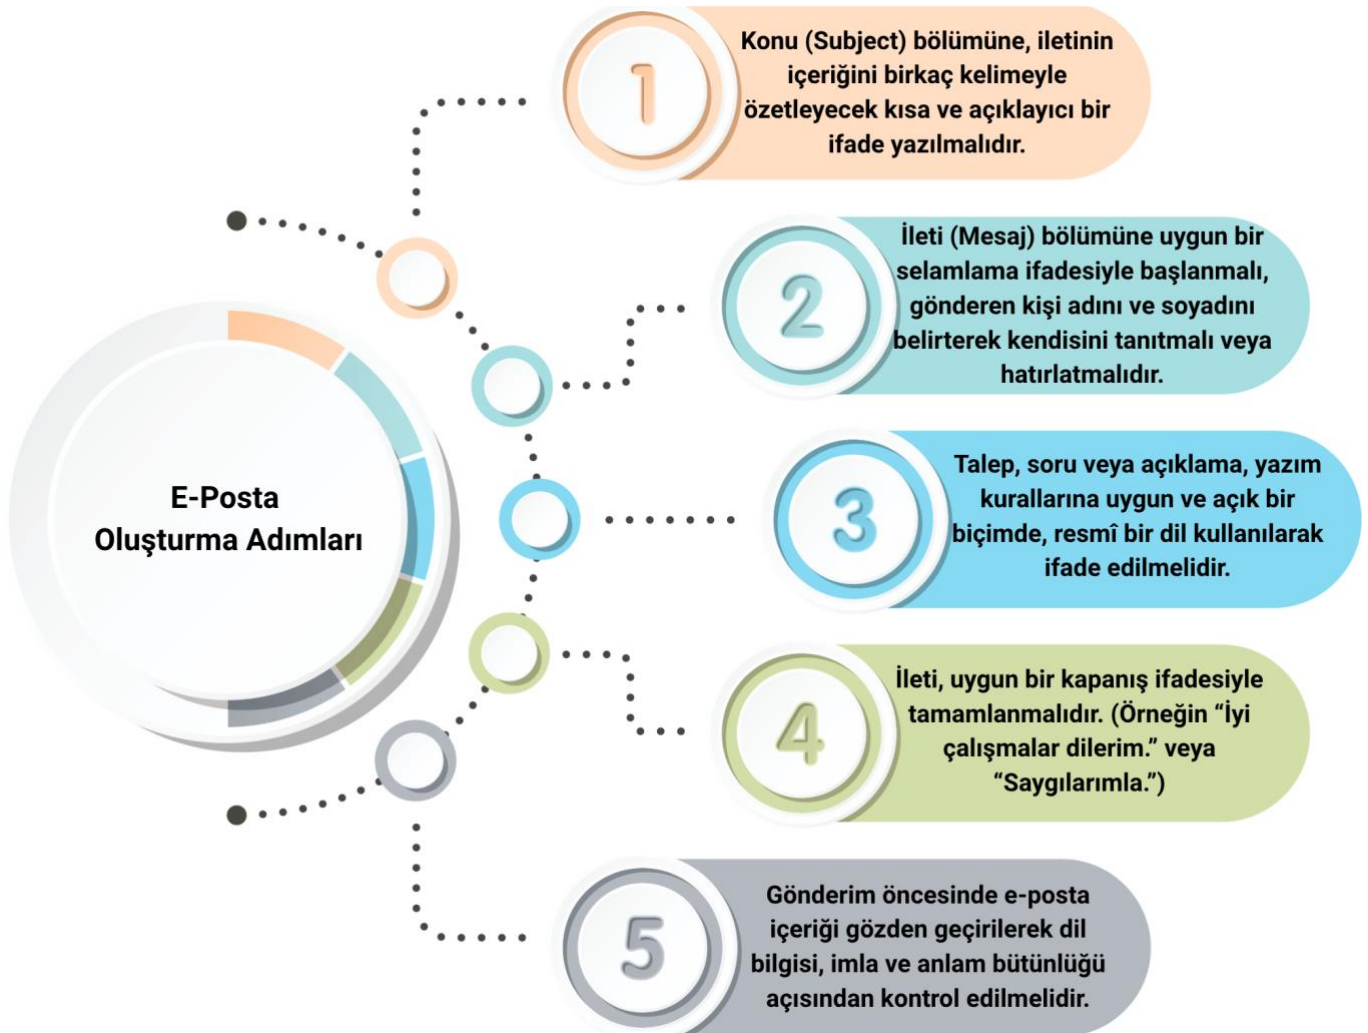 1
Konu (Subject) bölümüne, iletinin
içeriğini birkaç kelimeyle
özetleyecek kısa ve açıklayıcı bir
ifade yazılmalıdır.
2
İleti (Mesaj) bölümüne uygun bir
selamlama ifadesiyle başlanmalı,
gönderen kişi adını ve soyadını
belirterek kendisini tanıtmalı veya
hatırlatmalıdır.
E-Posta
Oluşturma Adımları
3
Talep, soru veya açıklama, yazım
kurallarına uygun ve açık bir
biçimde, resmî bir dil kullanılarak
ifade edilmelidir.
4
İleti, uygun bir kapanış ifadesiyle
tamamlanmalıdır. (Örneğin “İyi
çalışmalar dilerim.” veya
“Saygılarımla.”)
5
Gönderim öncesinde e-posta
içeriği gözden geçirilerek dil
bilgisi, imla ve anlam bütünlüğü
açısından kontrol edilmelidir.